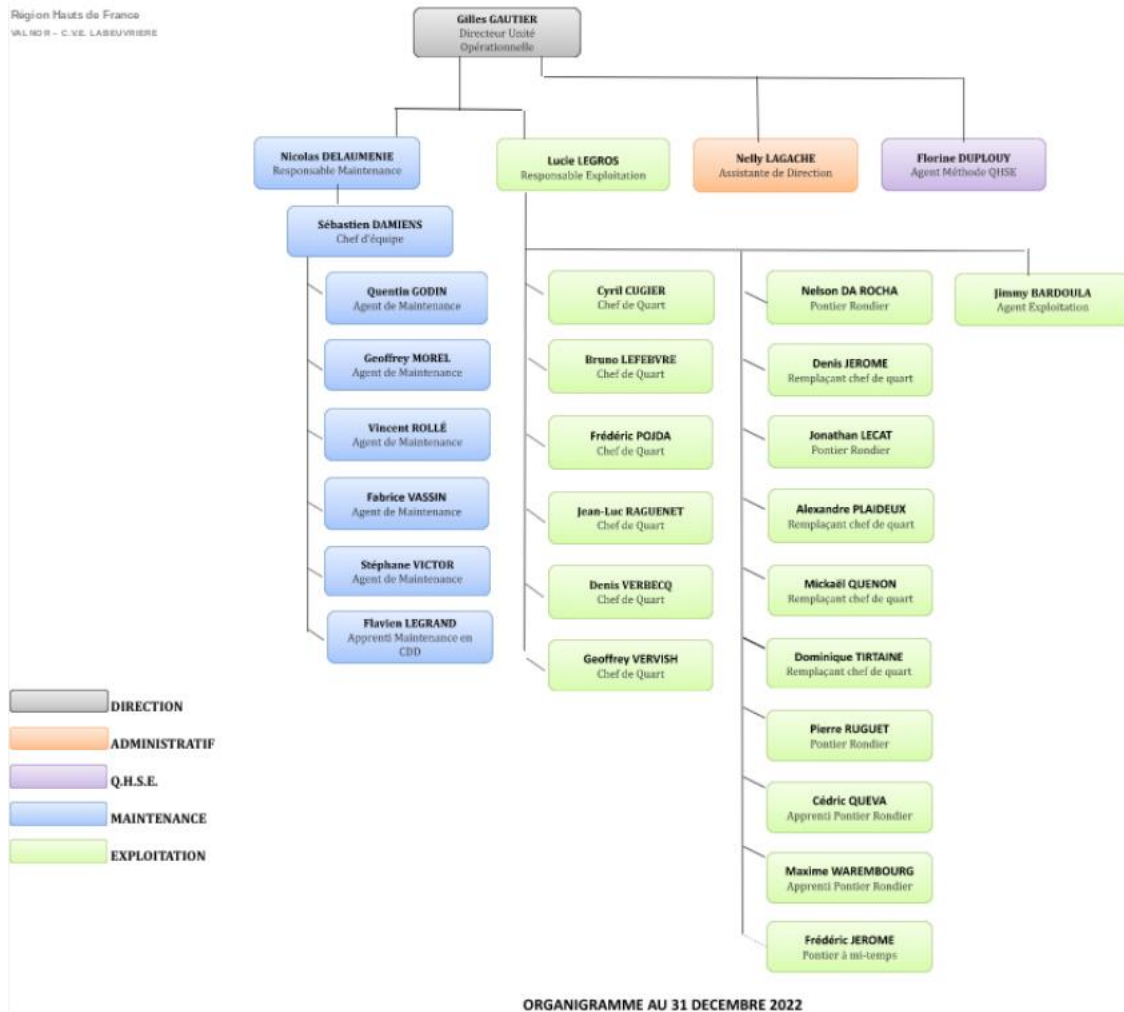 Région Hauts de France
VALNOR – C.V.E. LABEUVRIERE
Gilles GAUTIER
Directeur Unité
Opérationnelle
Nicolas DELAUMENIE
Responsable Maintenance
Lucie LEGROS
Responsable Exploitation
Nelly LAGACHE
Assistante de Direction
Florine DUPLOUY
Agent Méthode QHSE
Sébastien DAMIENS
Chef d'équipe
Quentin GODIN
Agent de Maintenance
Geoffrey MOREL
Agent de Maintenance
Vincent ROLLÉ
Agent de Maintenance
Fabrice VASSIN
Agent de Maintenance
Stéphane VICTOR
Agent de Maintenance
Flavien LEGRAND
Apprenti Maintenance en
CDD
Cyril CUGIER
Chef de Quart
Bruno LEFEBVRE
Chef de Quart
Frédéric POJDA
Chef de Quart
Jean-Luc RAGUENET
Chef de Quart
Denis VERBECQ
Chef de Quart
Geoffrey VERVISH
Chef de Quart
Nelson DA ROCHA
Pontier Rondier
Denis JEROME
Remplaçant chef de quart
Jonathan LECAT
Pontier Rondier
Alexandre PLAIDEUX
Remplaçant chef de quart
Mickaël QUENON
Remplaçant chef de quart
Dominique TIRTAINE
Remplaçant chef de quart
Pierre RUGUET
Pontier Rondier
Cédric QUEVA
Apprenti Pontier Rondier
Maxime WAREMBOURG
Apprenti Pontier Rondier
Frédéric JEROME
Pontier à mi-temps
Jimmy BARDOULA
Agent Exploitation
DIRECTION
ADMINISTRATIF
Q.H.S.E.
MAINTENANCE
EXPLOITATION
ORGANIGRAMME AU 31 DECEMBRE 2022